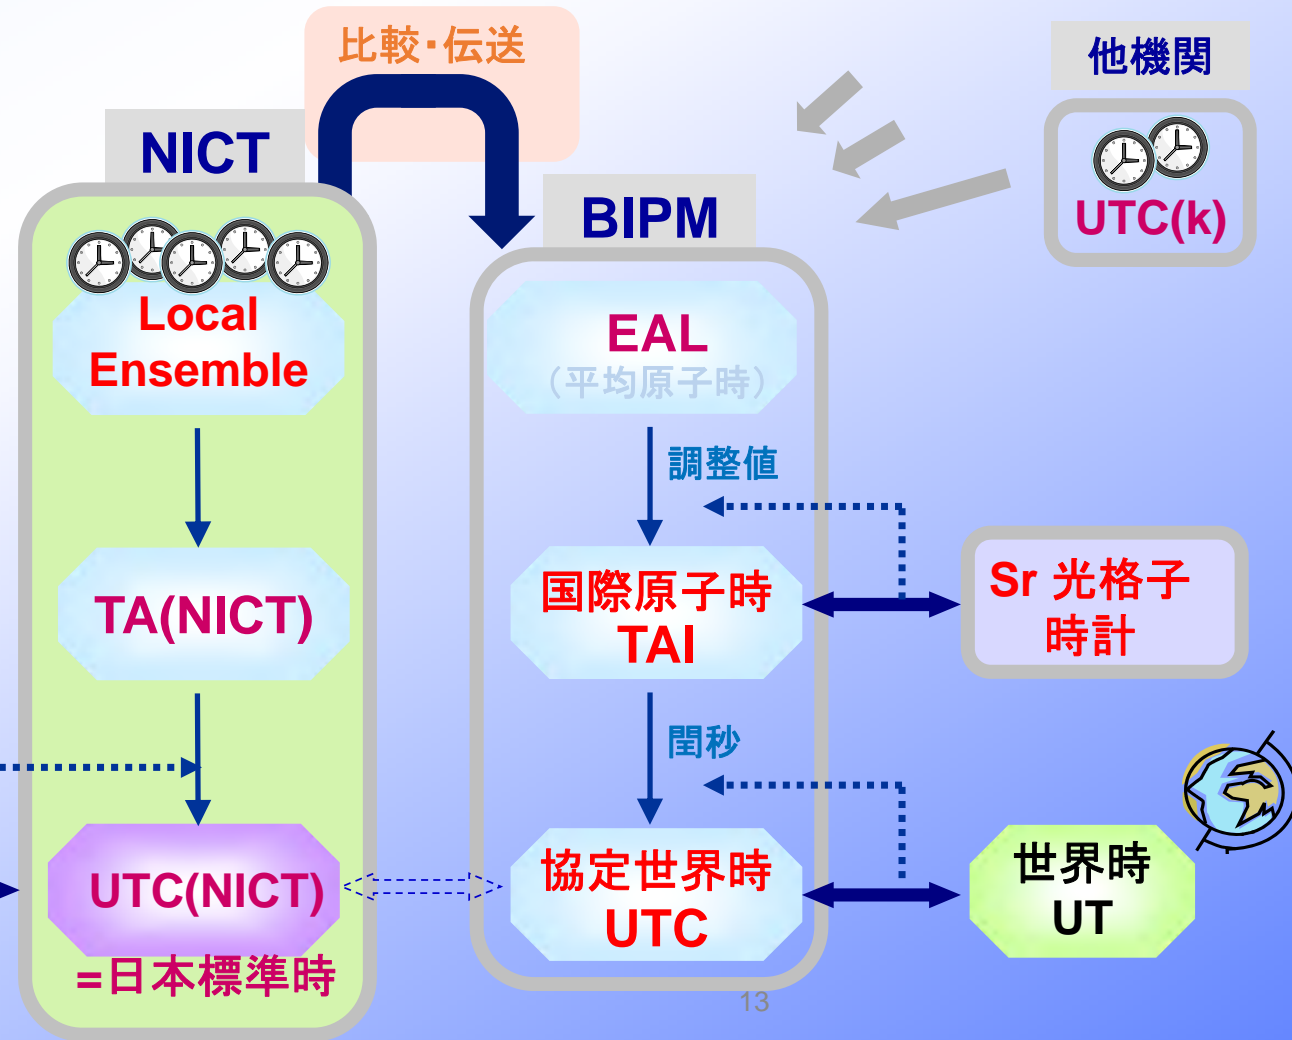 比較・伝送
他機関
NICT
UTC(k)
BIPM
Local
Ensemble
EAL
（平均原子時）
調整値
TA(NICT)
国際原子時
TAI
Sr 光格子
時計
閏秒
UTC(NICT)
=日本標準時
協定世界時
UTC
世界時
UT
13